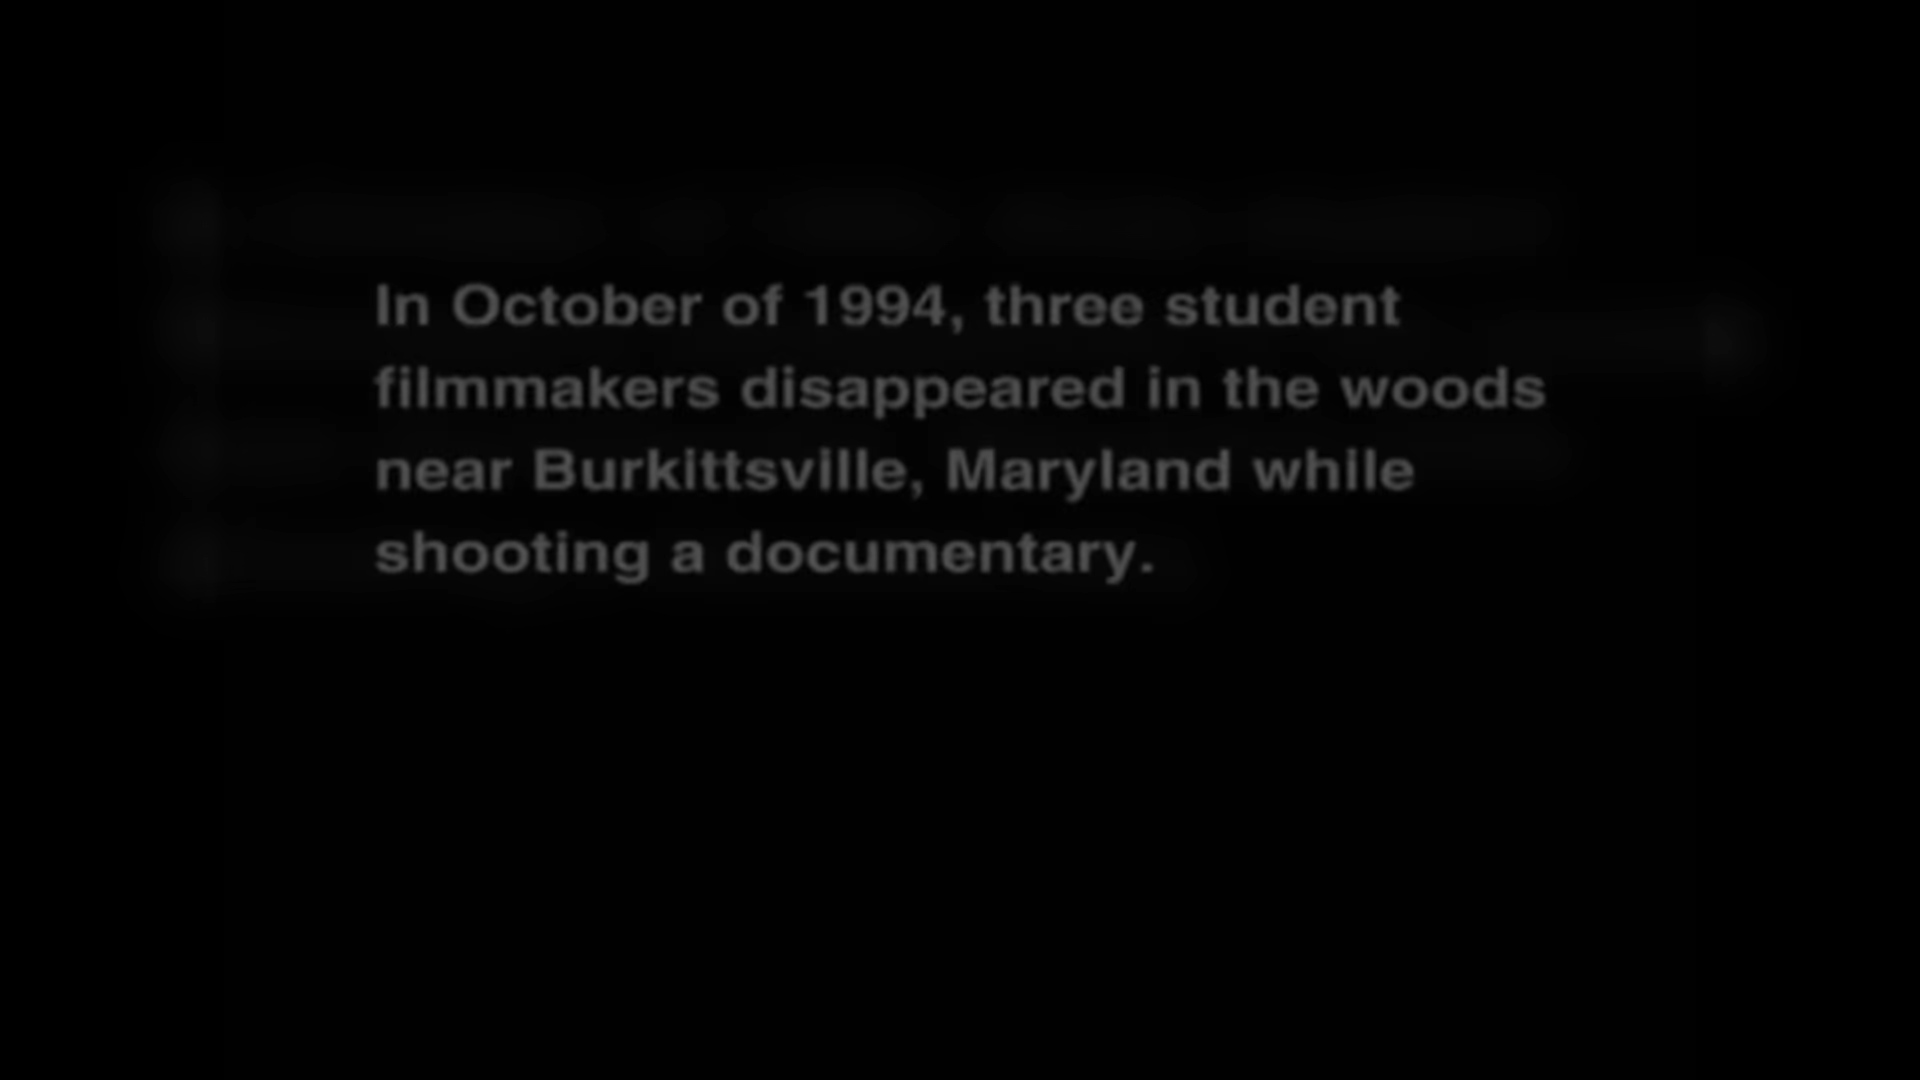 In October of 1994, three student
filmmakers disappeared in the woods
near Burkittsville, Maryland while
shooting a documentary.